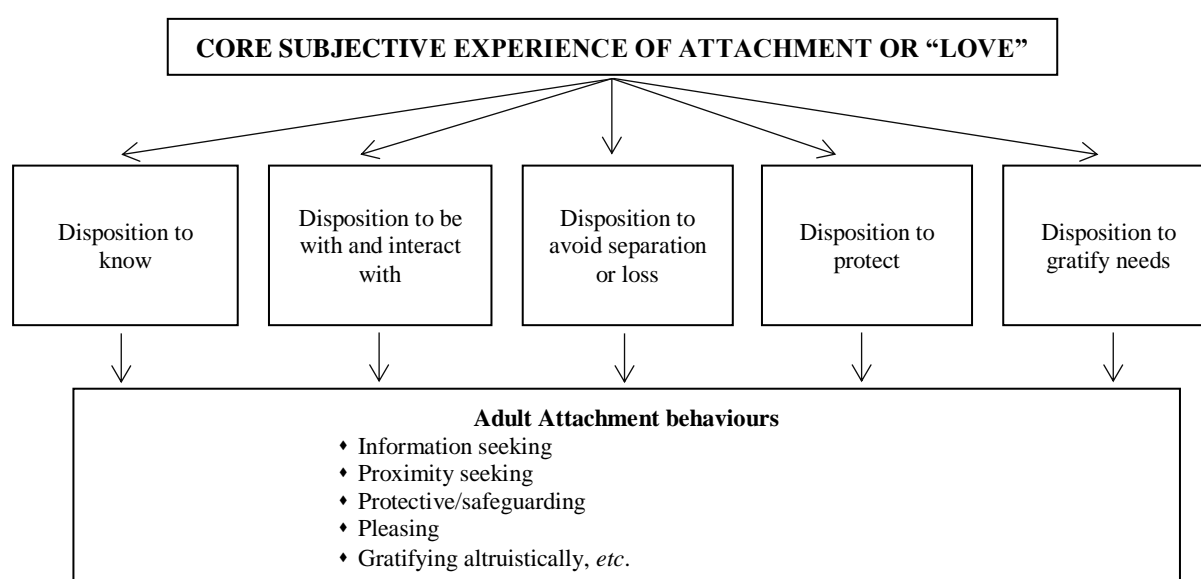 CORE SUBJECTIVE EXPERIENCE OF ATTACHMENT OR “LOVE”
Disposition to
know
Disposition to be
with and interact
with
Disposition to
avoid separation
or loss
Disposition to
protect
Disposition to
gratify needs
Adult Attachment behaviours
♦ Information seeking
♦ Proximity seeking
♦ Protective/safeguarding
♦ Pleasing
♦ Gratifying altruistically, etc.